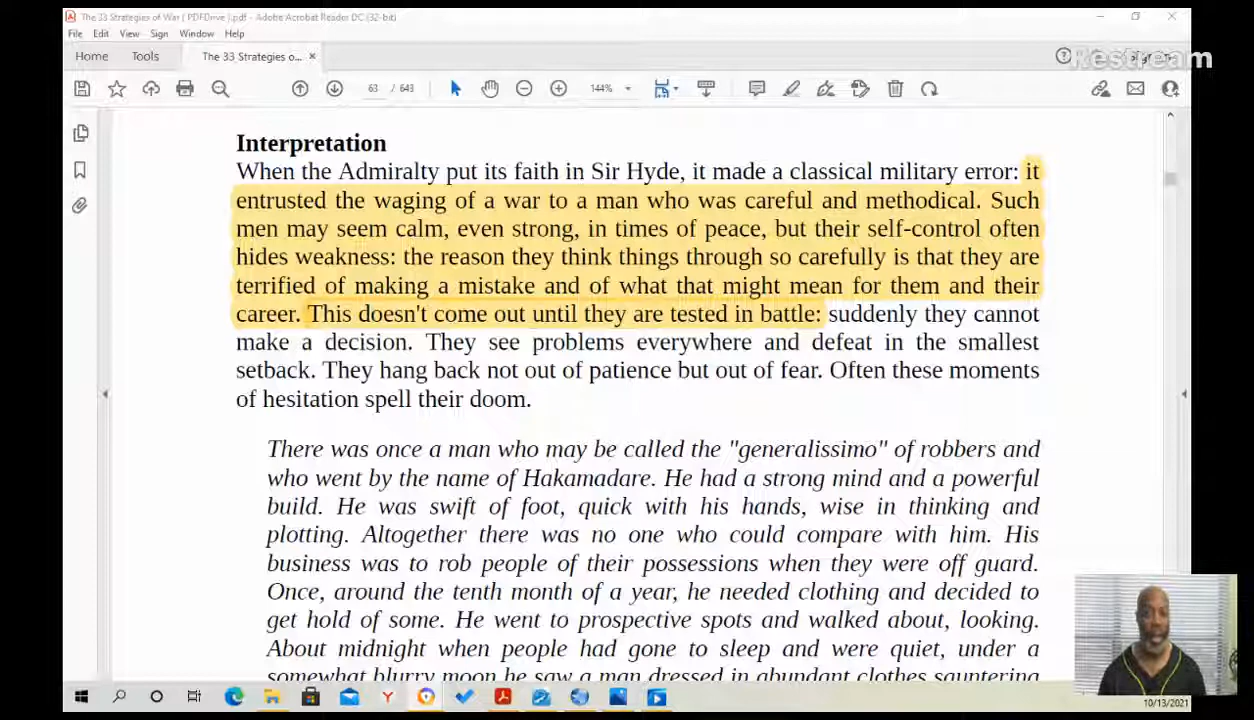 The 33 Strategies of War ( PDFDrive ).pdf - Adobe Acrobat Reader DC (32-bit)
File Edit View Sign Window Help
Home Tools The 33 Strategies o... ×
Restream
63 / 643 144%
Interpretation
When the Admiralty put its faith in Sir Hyde, it made a classical military error: it
entrusted the waging of a war to a man who was careful and methodical. Such
men may seem calm, even strong, in times of peace, but their self-control often
hides weakness: the reason they think things through so carefully is that they are
terrified of making a mistake and of what that might mean for them and their
career. This doesn't come out until they are tested in battle: suddenly they cannot
make a decision. They see problems everywhere and defeat in the smallest
setback. They hang back not out of patience but out of fear. Often these moments
of hesitation spell their doom.
There was once a man who may be called the "generalissimo" of robbers and
who went by the name of Hakamadare. He had a strong mind and a powerful
build. He was swift of foot, quick with his hands, wise in thinking and
plotting. Altogether there was no one who could compare with him. His
business was to rob people of their possessions when they were off guard.
Once, around the tenth month of a year, he needed clothing and decided to
get hold of some. He went to prospective spots and walked about, looking.
About midnight when people had gone to sleep and were quiet, under a
somewhat blurry moon he saw a man dressed in abundant clothes sauntering
10/13/2021